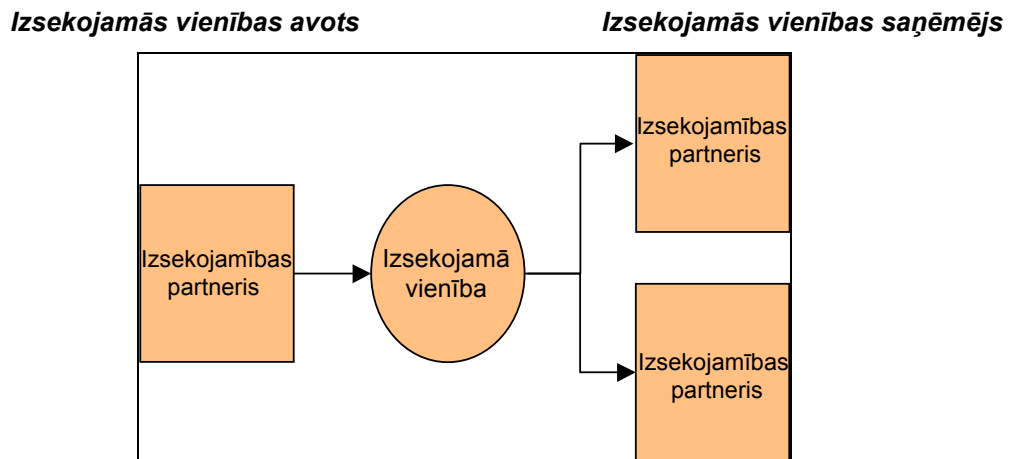 Izsekojamās vienības avots
Izsekojamās vienības saņēmējs
Izsekojamības
partneris
Izsekojamības
partneris
Izsekojamā
vienība
Izsekojamības
partneris